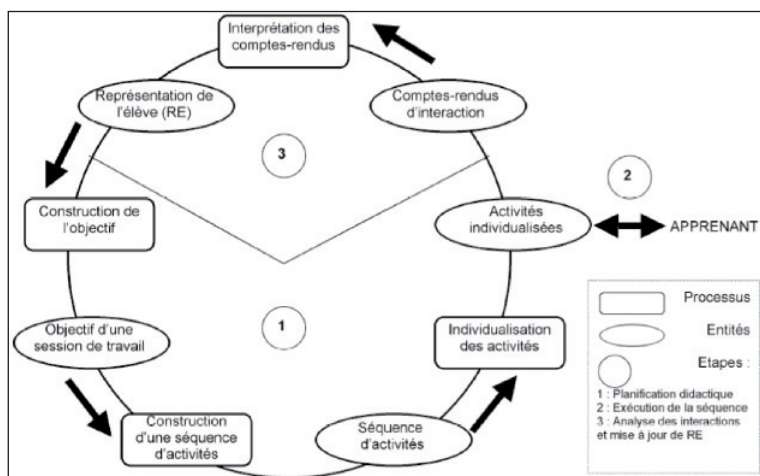 Interprétation des
comptes-rendus
Représentation de
l'élève (RE)
Comptes-rendus
d'interaction
3
2
Construction de
l'objectif
Activités
individualisées
APPRENANT
1
Objectif d'une
session de travail
Individualisation
des activités
Construction
d'une séquence
d'activités
Séquence
d'activités
Processus
Entités
Etapes :
1 : Planification didactique
2 : Exécution de la séquence
3 : Analyse des interactions
et mise à jour de RE